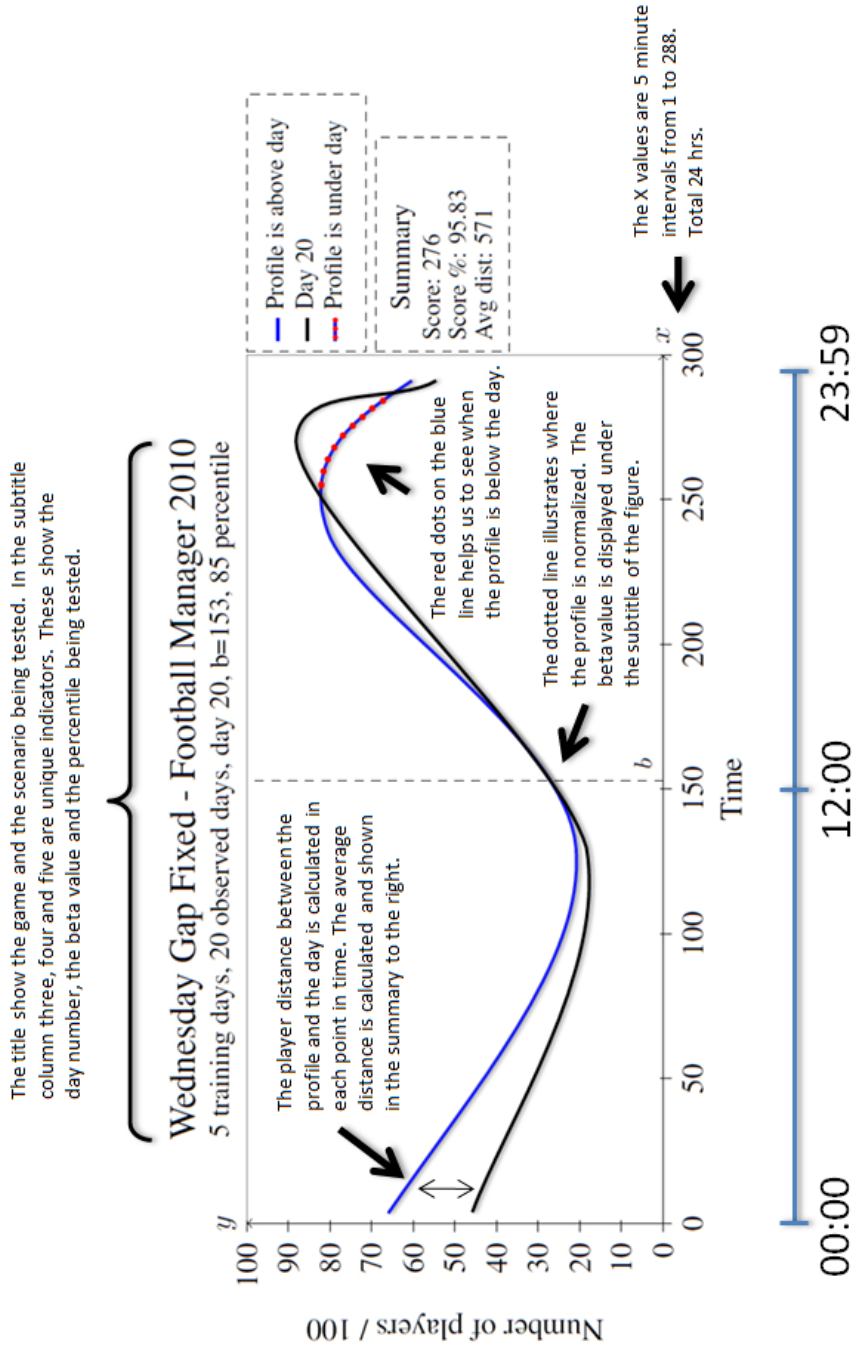 The title show the game and the scenario being tested. In the subtitle
column three, four and five are unique indicators. These show the
day number, the beta value and the percentile being tested.
Wednesday Gap Fixed - Football Manager 2010
5 training days, 20 observed days, day 20, b=153, 85 percentile
y
100
90
80
70
60
50
40
30
20
10
0
Number of players / 100
The player distance between the
profile and the day is calculated in
each point in time. The average
distance is calculated and shown
in the summary to the right.
The red dots on the blue
line helps us to see when
the profile is below the day.
The dotted line illustrates where
the profile is normalized. The
beta value is displayed under
the subtitle of the figure.
Profile is above day
Day 20
Profile is under day
Summary
Score: 276
Score %: 95.83
Avg dist: 571
b
x
0 50 100 150 200 250 300
Time
The X values are 5 minute
intervals from 1 to 288.
Total 24 hrs.
00:00 12:00 23:59